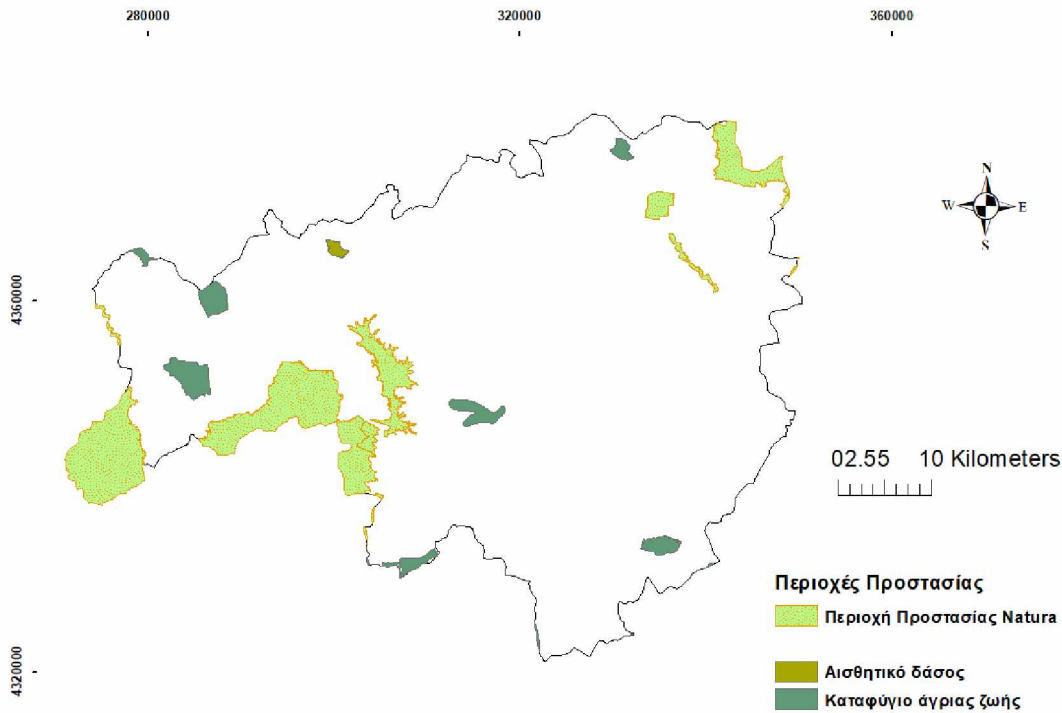 280000
320000
360000
N
W
E
S
4360000
02.55 10 Kilometers
Περιοχές Προστασίας
Περιοχή Προστασίας Natura
Αισθητικό δάσος
Καταφύγιο άγριας ζωής
4320000